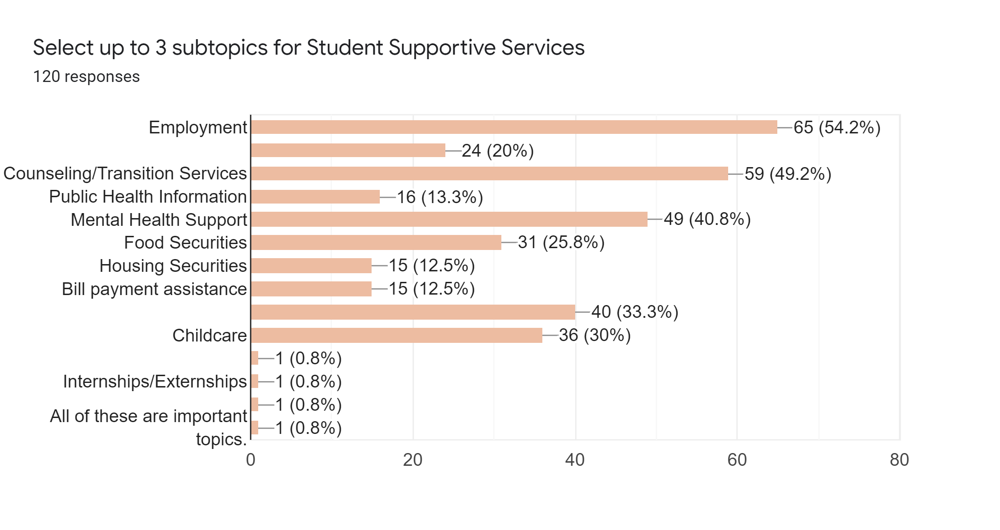 Select up to 3 subtopics for Student Supportive Services
120 responses
Employment 65 (54.2%)
24 (20%)
Counseling/Transition Services 59 (49.2%)
Public Health Information 16 (13.3%)
Mental Health Support 49 (40.8%)
Food Securities 31 (25.8%)
Housing Securities 15 (12.5%)
Bill payment assistance 15 (12.5%)
40 (33.3%)
Childcare 36 (30%)
1 (0.8%)
Internships/Externships 1 (0.8%)
1 (0.8%)
All of these are important
1 (0.8%)
topics.
0 20 40 60 80